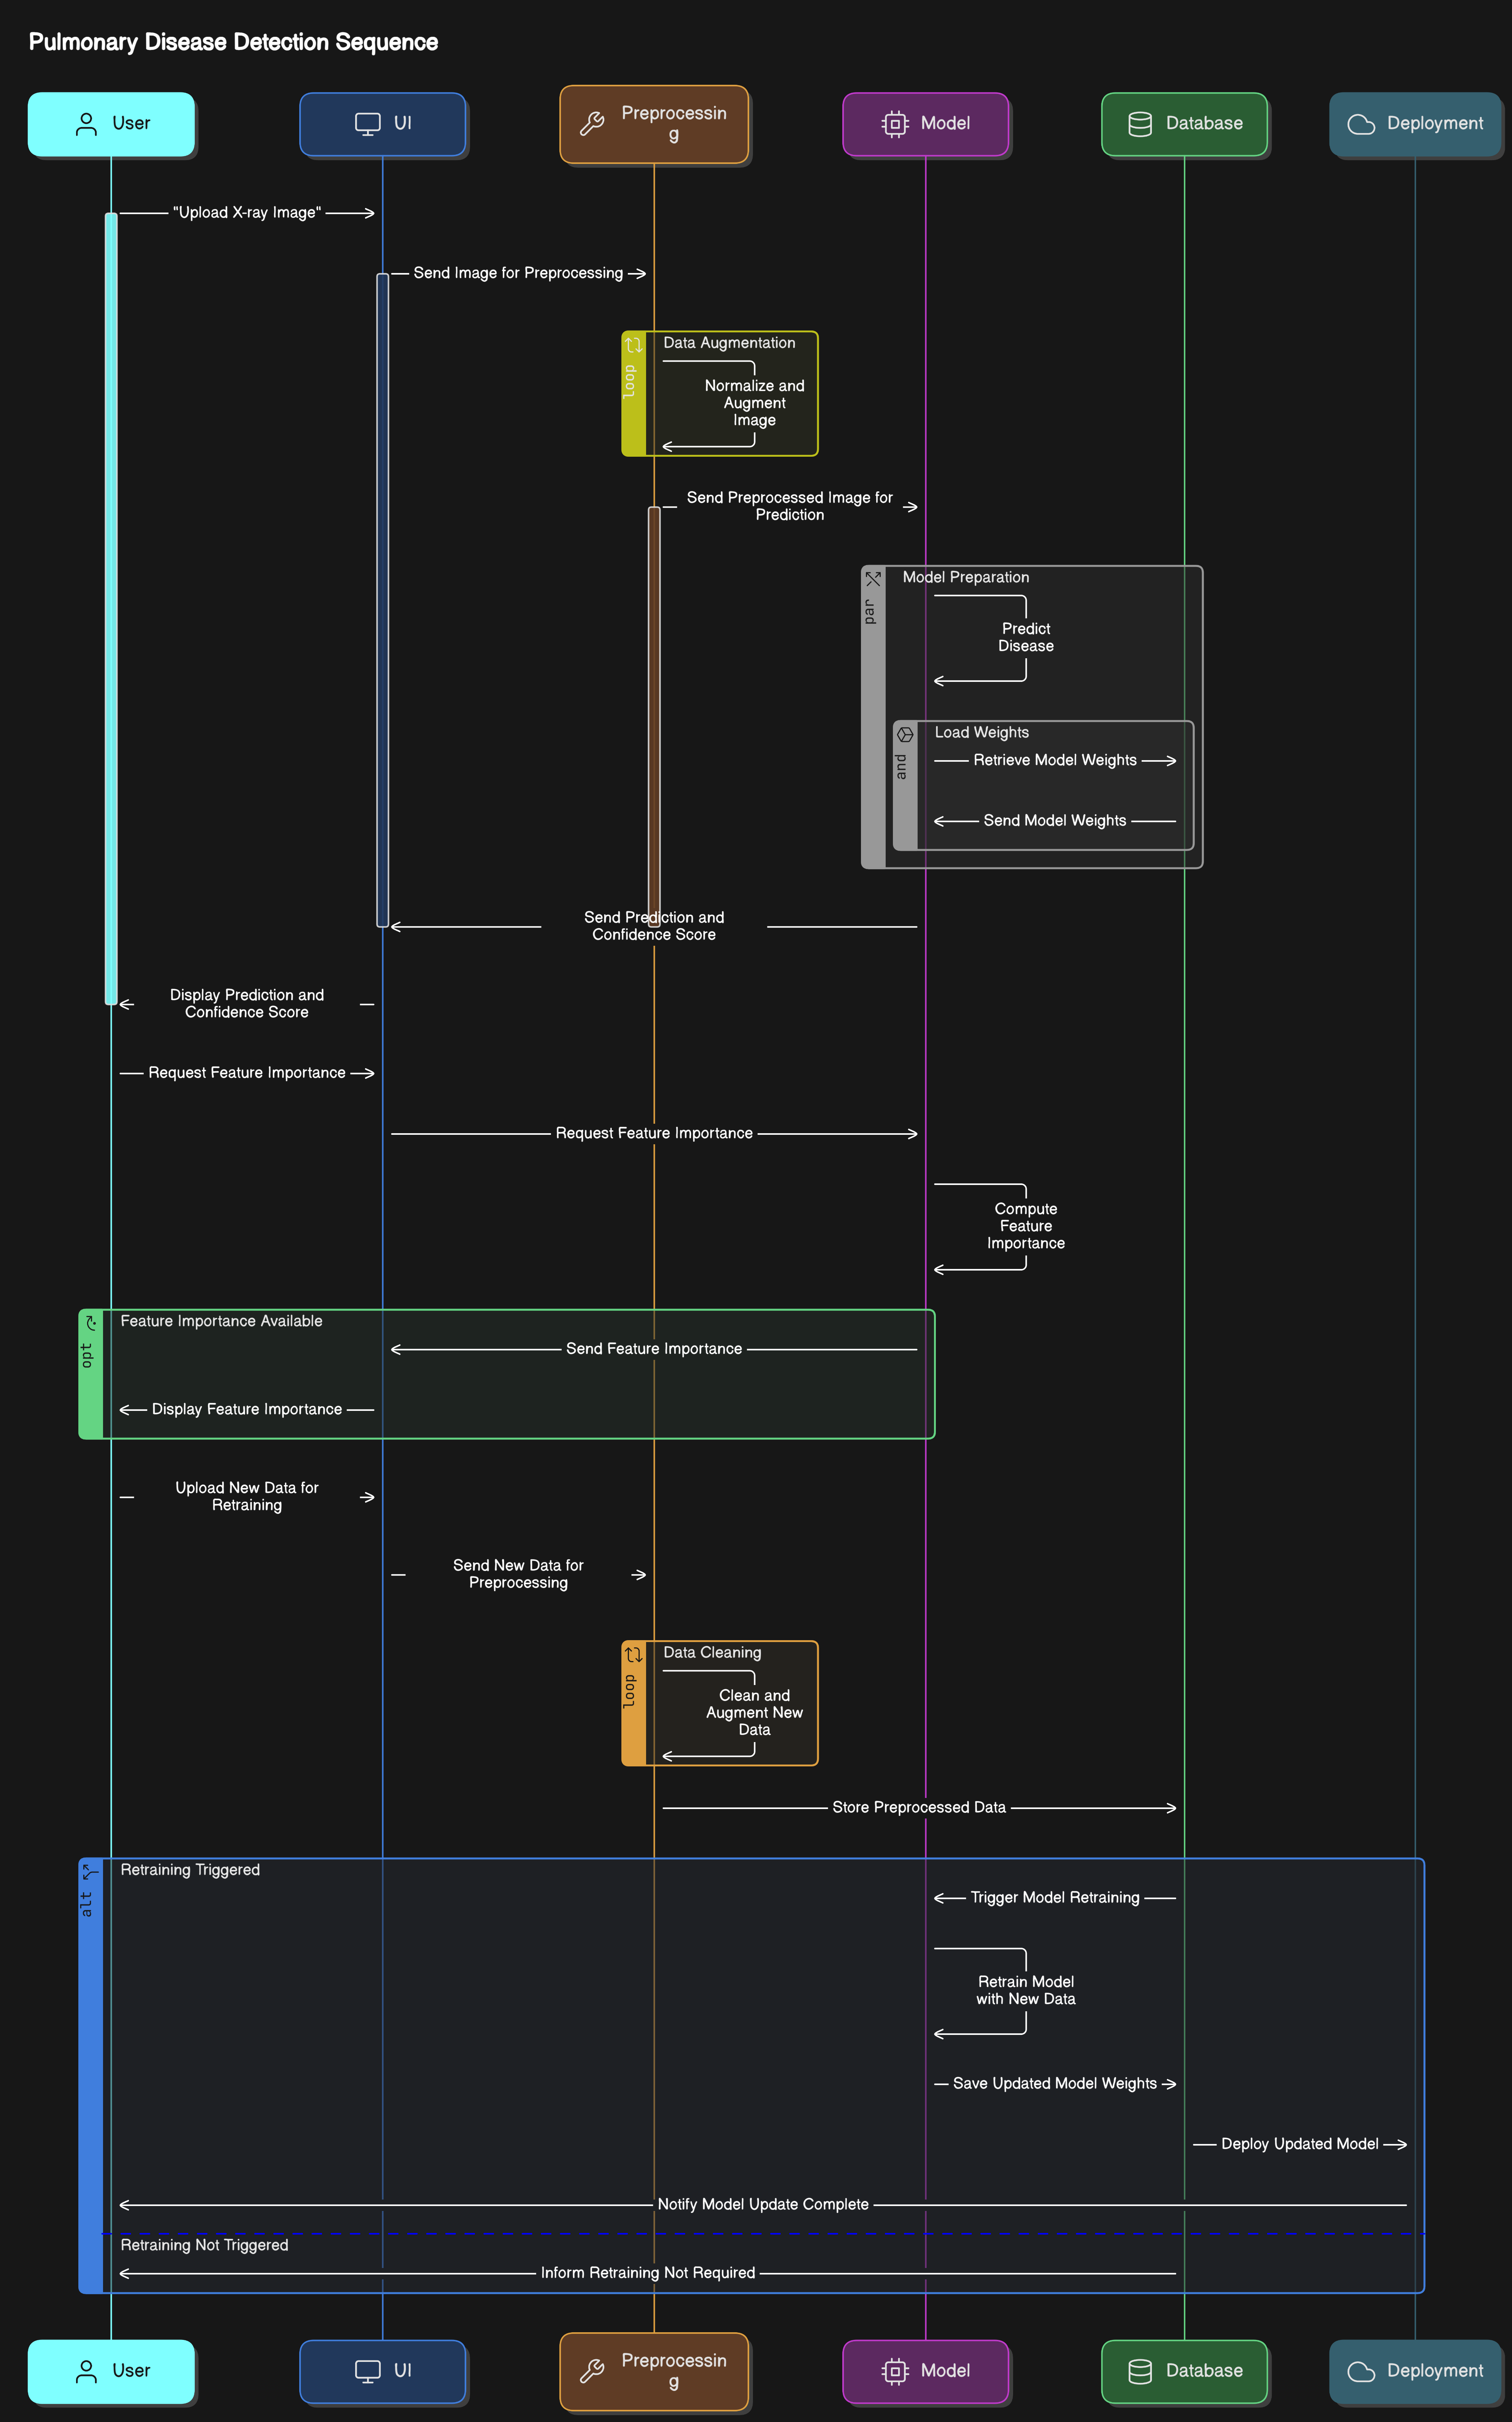 Pulmonary Disease Detection Sequence
User
UI
Preprocessin
g
Model
Database
Deployment
"Upload X-ray Image"
Send Image for Preprocessing
loop
Data Augmentation
Normalize and
Augment
Image
Send Preprocessed Image for
Prediction
par
Model Preparation
Predict
Disease
and
Load Weights
Retrieve Model Weights
Send Model Weights
Send Prediction and
Confidence Score
Display Prediction and
Confidence Score
Request Feature Importance
Request Feature Importance
Compute
Feature
Importance
opt
Feature Importance Available
Send Feature Importance
Display Feature Importance
Upload New Data for
Retraining
Send New Data for
Preprocessing
loop
Data Cleaning
Clean and
Augment New
Data
Store Preprocessed Data
alt
Retraining Triggered
Trigger Model Retraining
Retrain Model
with New Data
Save Updated Model Weights
Deploy Updated Model
Notify Model Update Complete
Retraining Not Triggered
Inform Retraining Not Required
User
UI
Preprocessin
g
Model
Database
Deployment